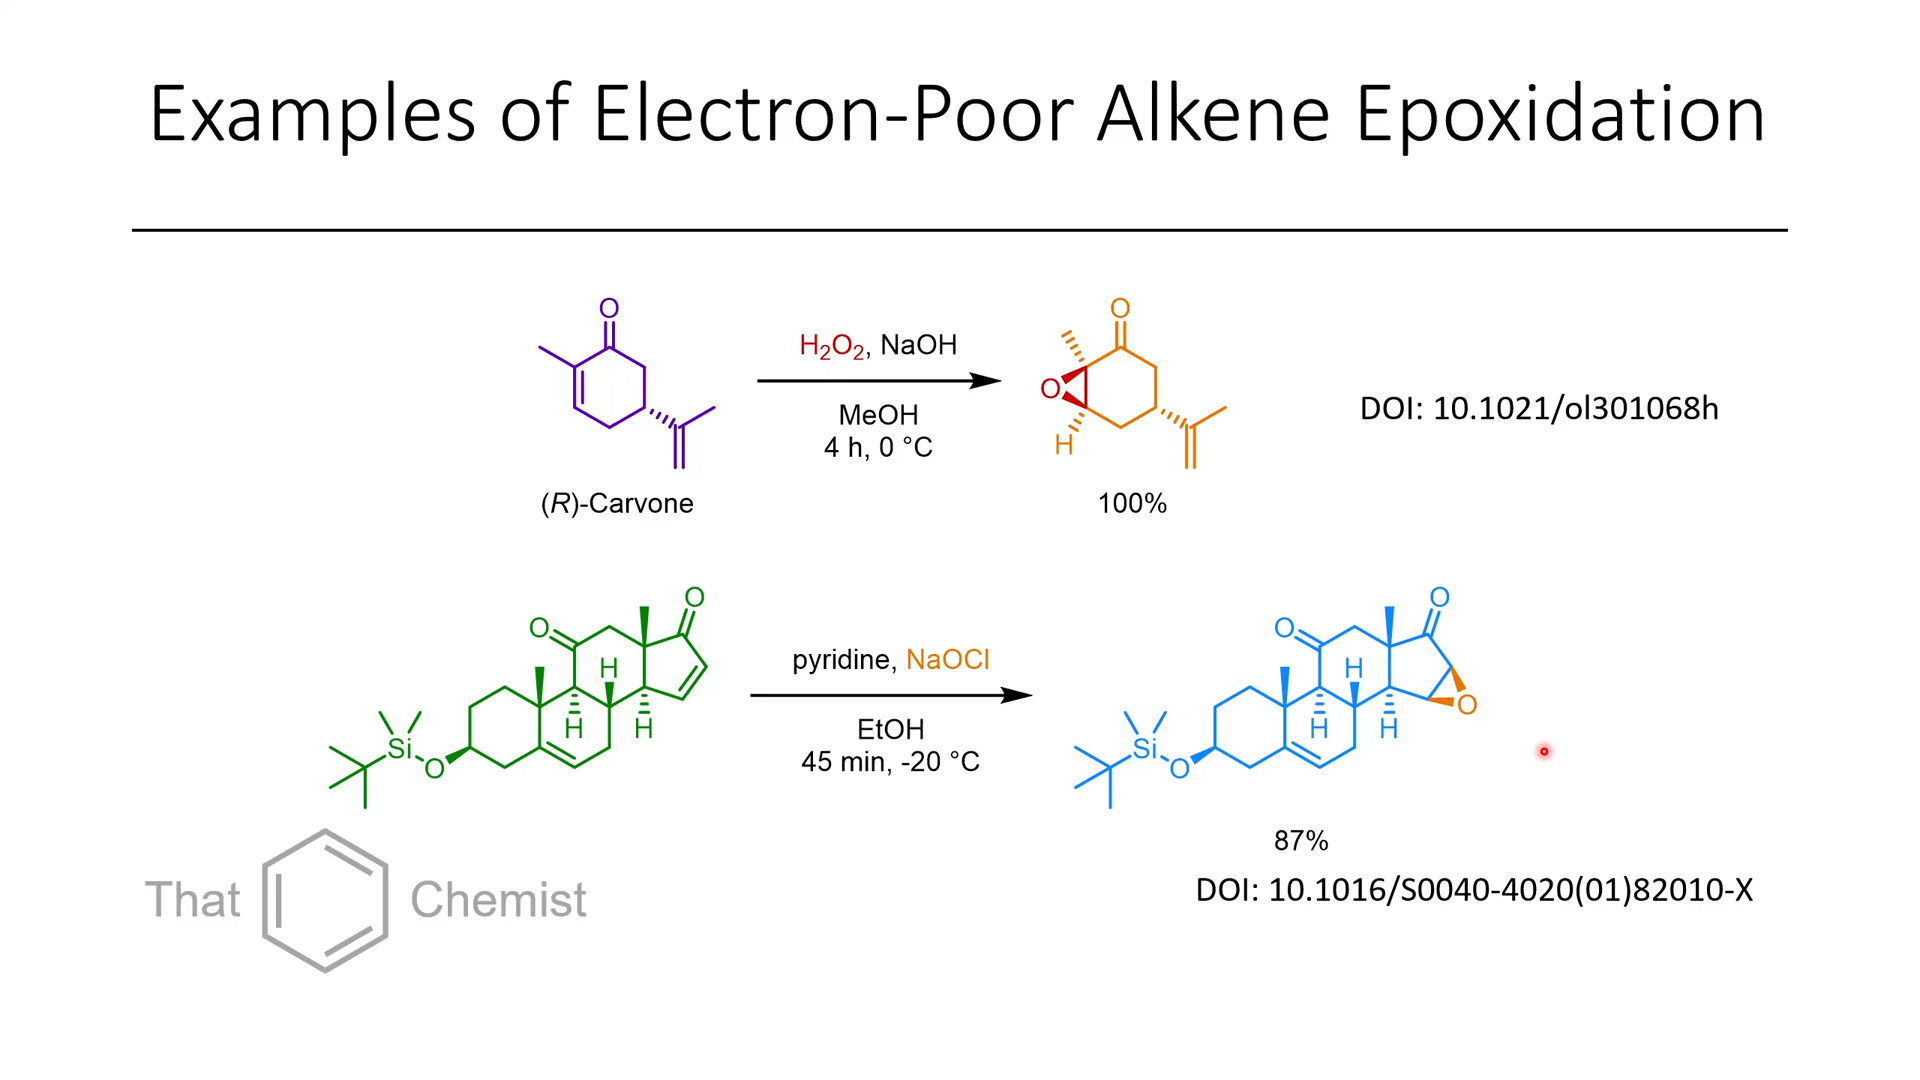 Examples of Electron-Poor Alkene Epoxidation
O
H₂O₂, NaOH
MeOH
4 h, 0 °C
O
O
H
DOI: 10.1021/ol301068h
(R)-Carvone
100%
O
O
H
H
H
Si
O
pyridine, NaOCl
EtOH
45 min, -20 °C
O
O
H
H
H
O
Si
O
87%
DOI: 10.1016/S0040-4020(01)82010-X
That Chemist